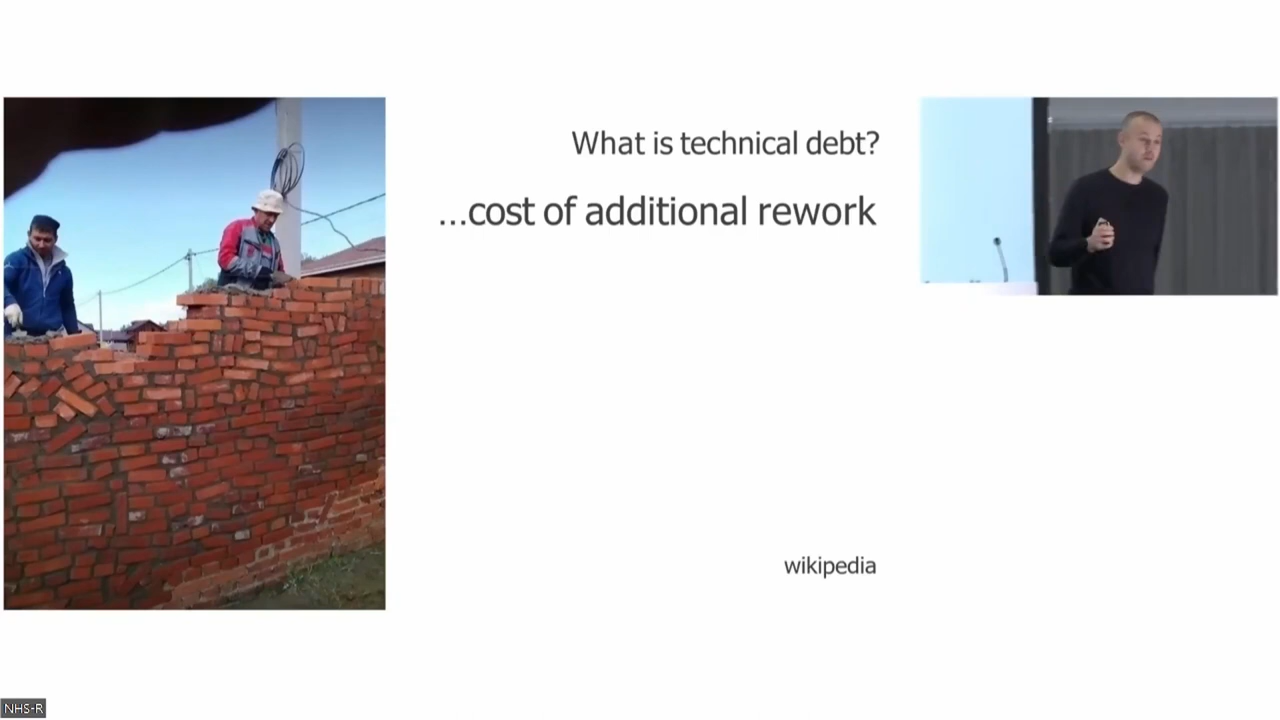 What is technical debt?
...cost of additional rework
wikipedia
NHS-R